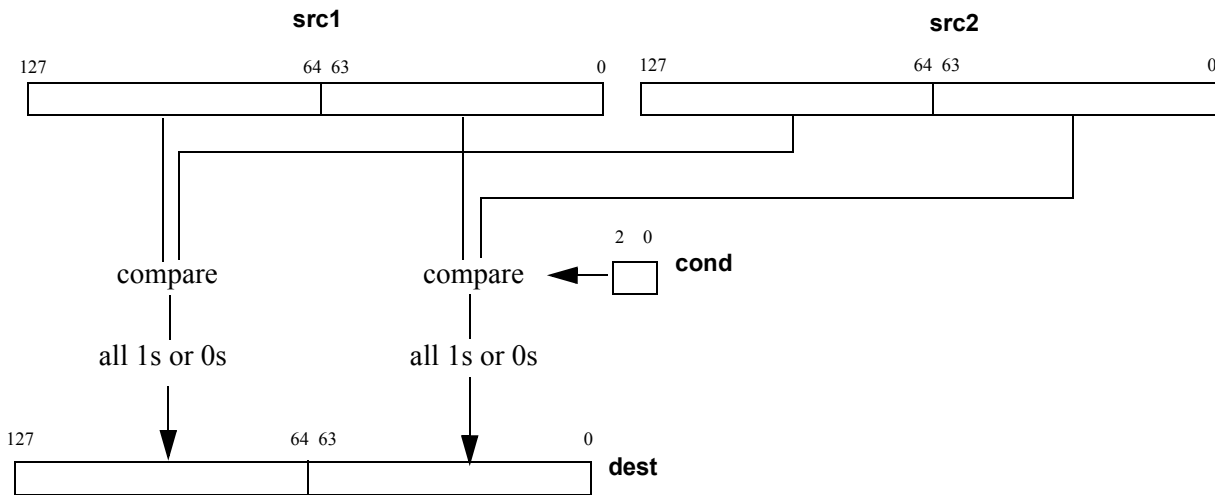 src1 src2
127 64 63 0 127 64 63 0
2 0
cond
compare compare
all 1s or 0s all 1s or 0s
127 64 63 0
dest